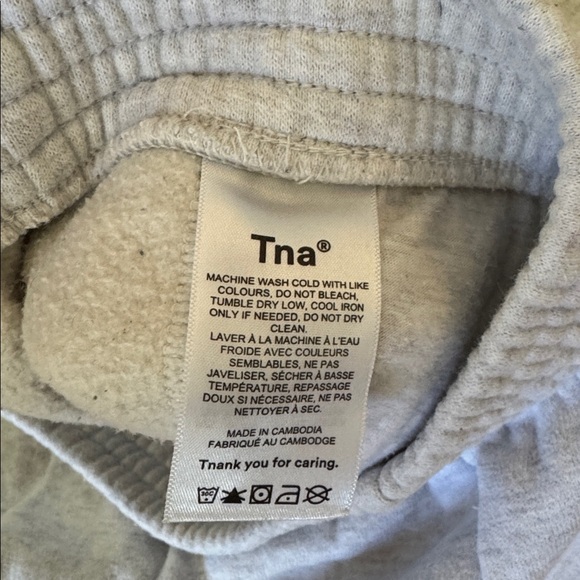 Tna®
MACHINE WASH COLD WITH LIKE
COLOURS, DO NOT BLEACH,
TUMBLE DRY LOW, COOL IRON
ONLY IF NEEDED, DO NOT DRY
CLEAN.
LAVER À LA MACHINE À L'EAU
FROIDE AVEC COULEURS
SEMBLABLES, NE PAS
JAVELISER, SÉCHER À BASSE
TEMPÉRATURE, REPASSAGE
DOUX SI NÉCESSAIRE, NE PAS
NETTOYER À SEC.
MADE IN CAMBODIA
FABRIQUÉ AU CAMBODGE
Thank you for caring.
30C